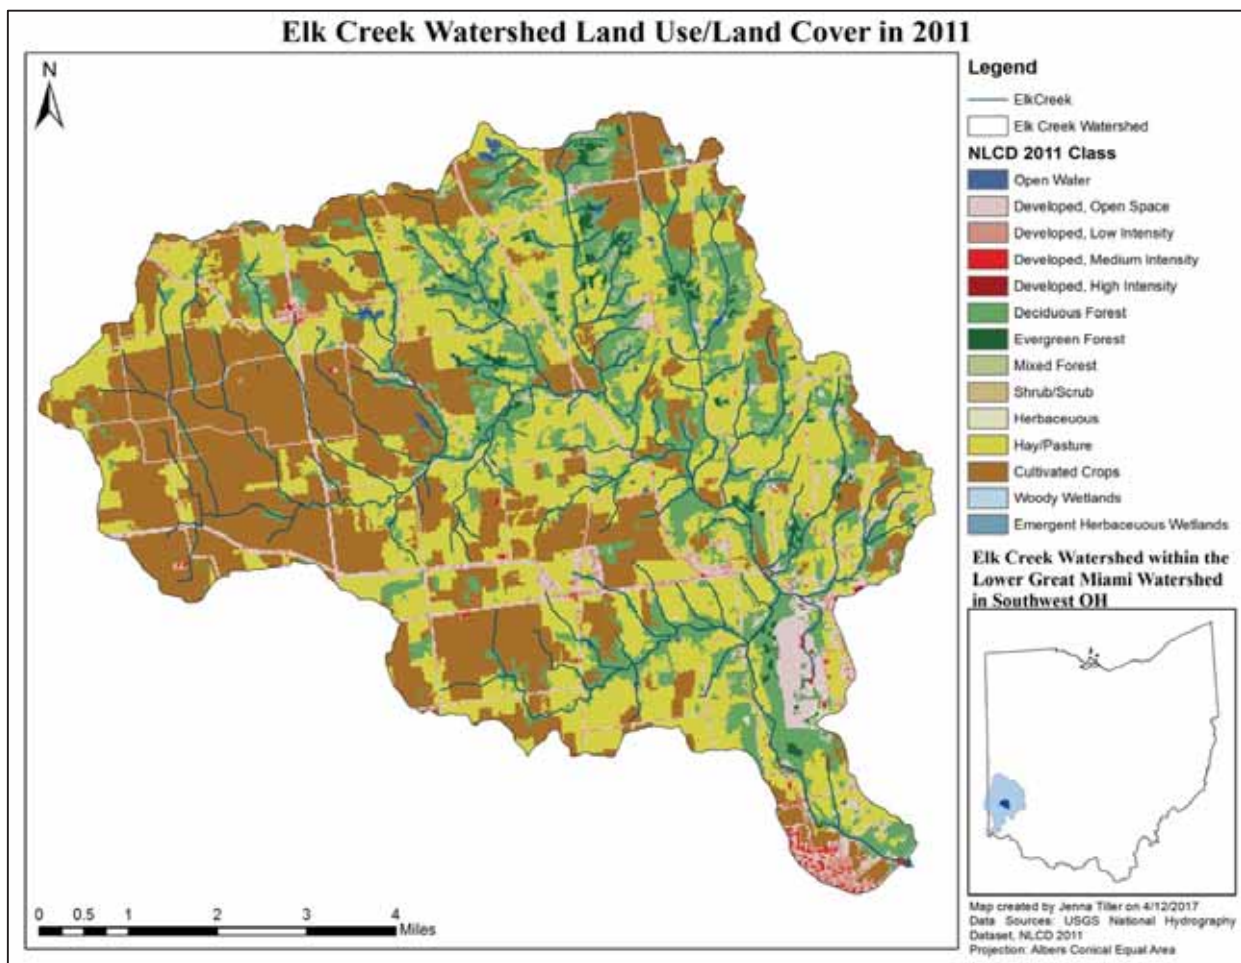 Elk Creek Watershed Land Use/Land Cover in 2011
N
Legend
ElkCreek
Elk Creek Watershed
NLCD 2011 Class
Open Water
Developed, Open Space
Developed, Low Intensity
Developed, Medium Intensity
Developed, High Intensity
Deciduous Forest
Evergreen Forest
Mixed Forest
Shrub/Scrub
Herbaceuous
Hay/Pasture
Cultivated Crops
Woody Wetlands
Emergent Herbaceuous Wetlands
Elk Creek Watershed within the
Lower Great Miami Watershed
in Southwest OH
0 0.5 1 2 3 4
Miles
Map created by Jenna Tiller on 4/12/2017
Data Sources: USGS National Hydrography
Dataset, NLCD 2011
Projection: Albers Conical Equal Area